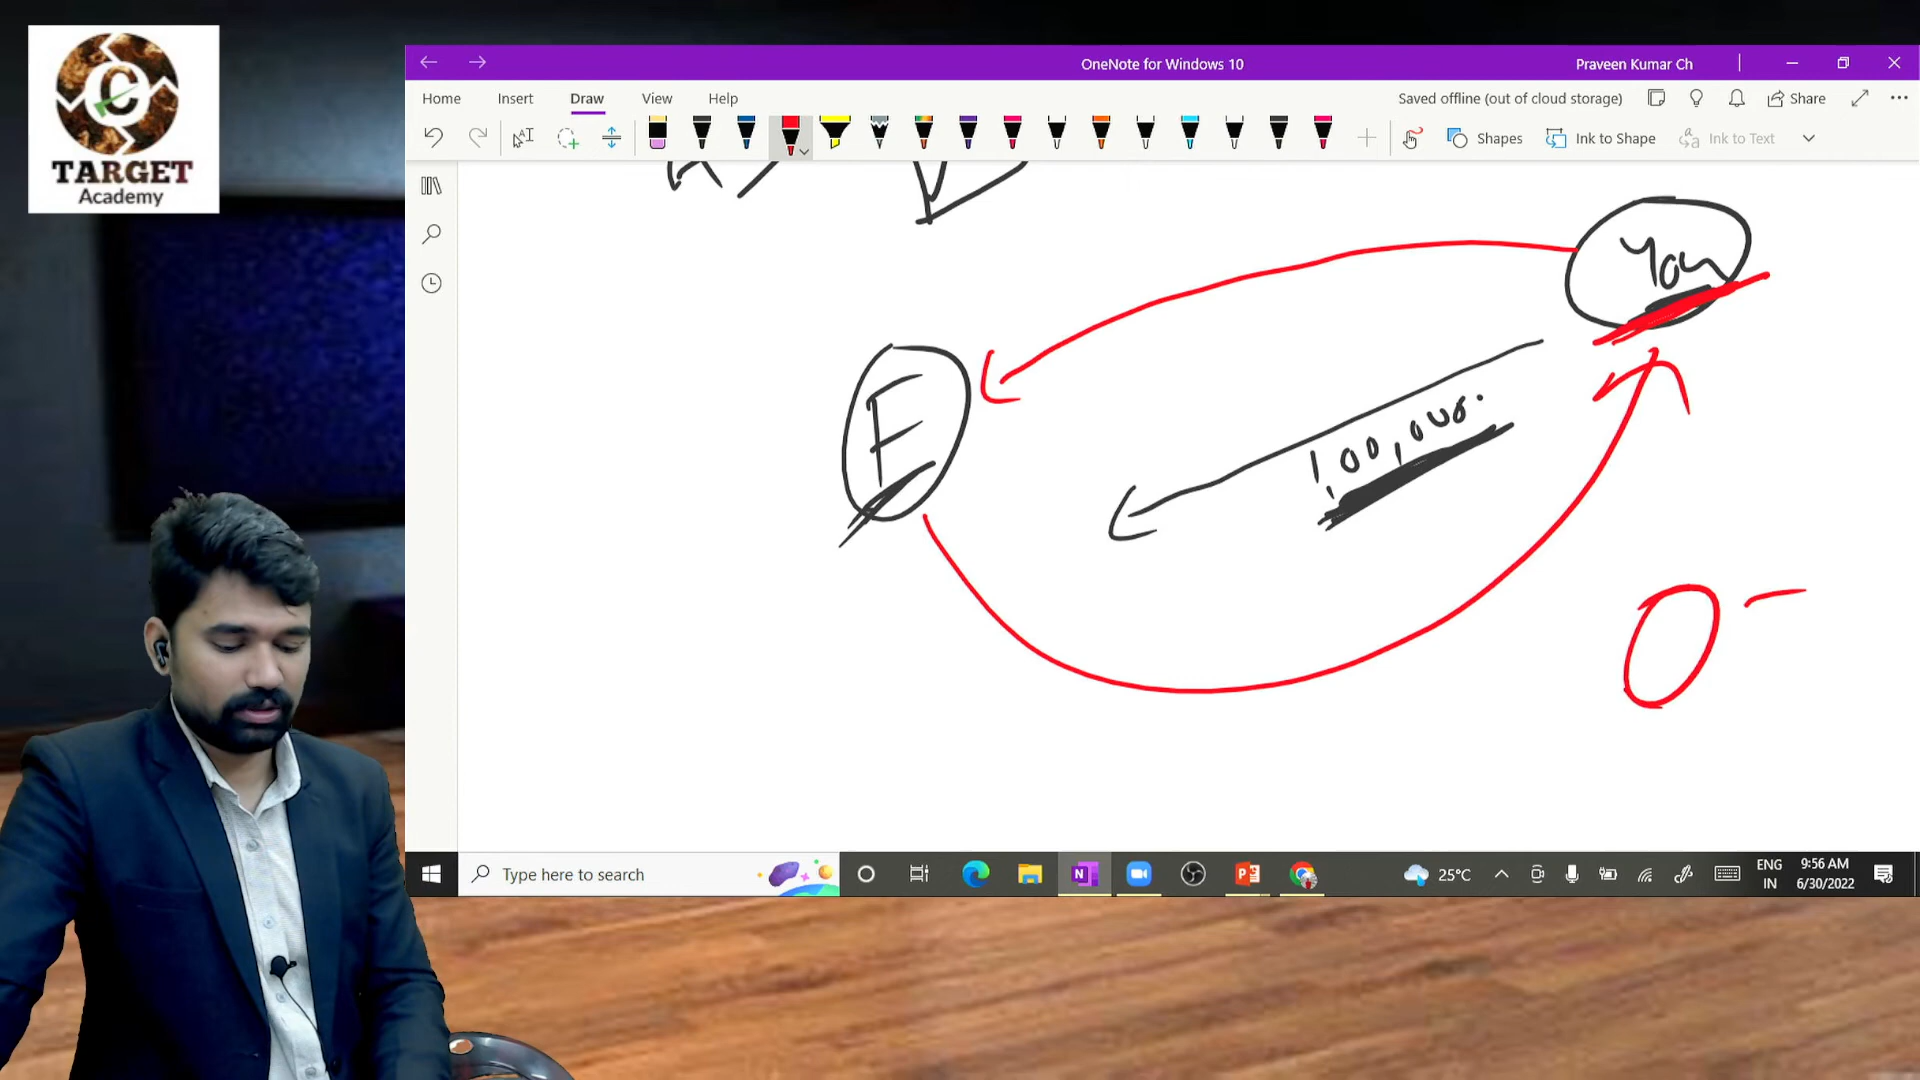 C
TARGET
Academy
OneNote for Windows 10
Praveen Kumar Ch
Home Insert Draw View Help
Saved offline (out of cloud storage)
Share
Shapes
Ink to Shape
Ink to Text
You
E
1,00,000.
0 -
Type here to search
N
P
25°C
ENG
IN
9:56 AM
6/30/2022